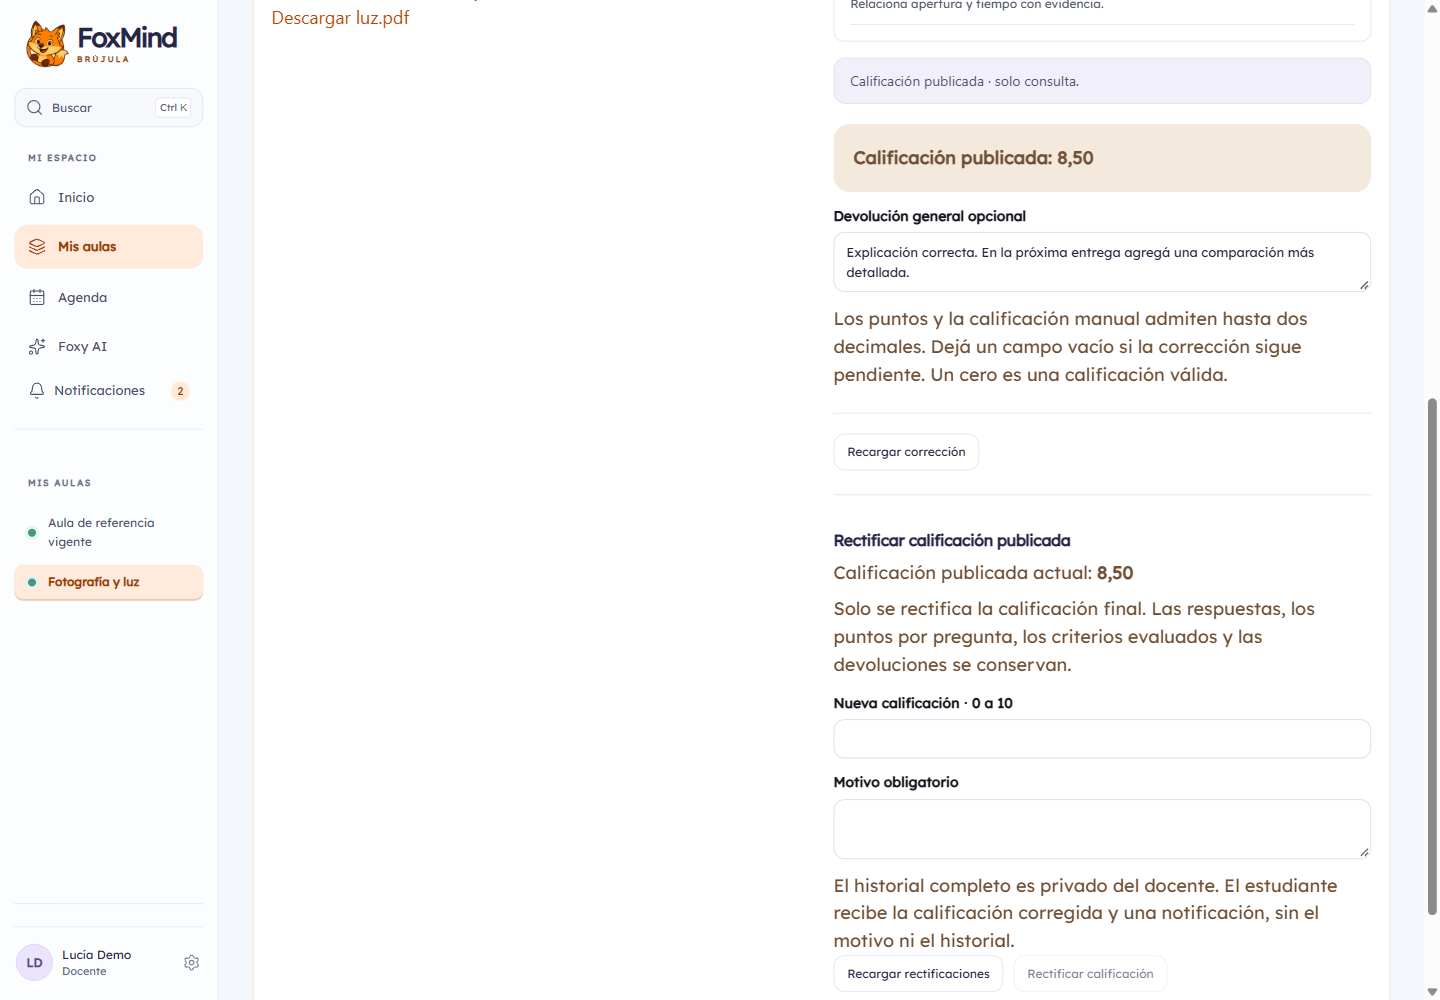 FoxMind
BRÚJULA
Buscar
Ctrl K
MI ESPACIO
Inicio
Mis aulas
Agenda
Foxy AI
Notificaciones
2
MIS AULAS
Aula de referencia
vigente
Fotografía y luz
LD
Lucía Demo
Docente
Descargar luz.pdf
Relaciona apertura y tiempo con evidencia.
Calificación publicada · solo consulta.
Calificación publicada: 8,50
Devolución general opcional
Explicación correcta. En la próxima entrega agregá una comparación más
detallada.
Los puntos y la calificación manual admiten hasta dos
decimales. Dejá un campo vacío si la corrección sigue
pendiente. Un cero es una calificación válida.
Recargar corrección
Rectificar calificación publicada
Calificación publicada actual: 8,50
Solo se rectifica la calificación final. Las respuestas, los
puntos por pregunta, los criterios evaluados y las
devoluciones se conservan.
Nueva calificación · 0 a 10
Motivo obligatorio
El historial completo es privado del docente. El estudiante
recibe la calificación corregida y una notificación, sin el
motivo ni el historial.
Recargar rectificaciones
Rectificar calificación